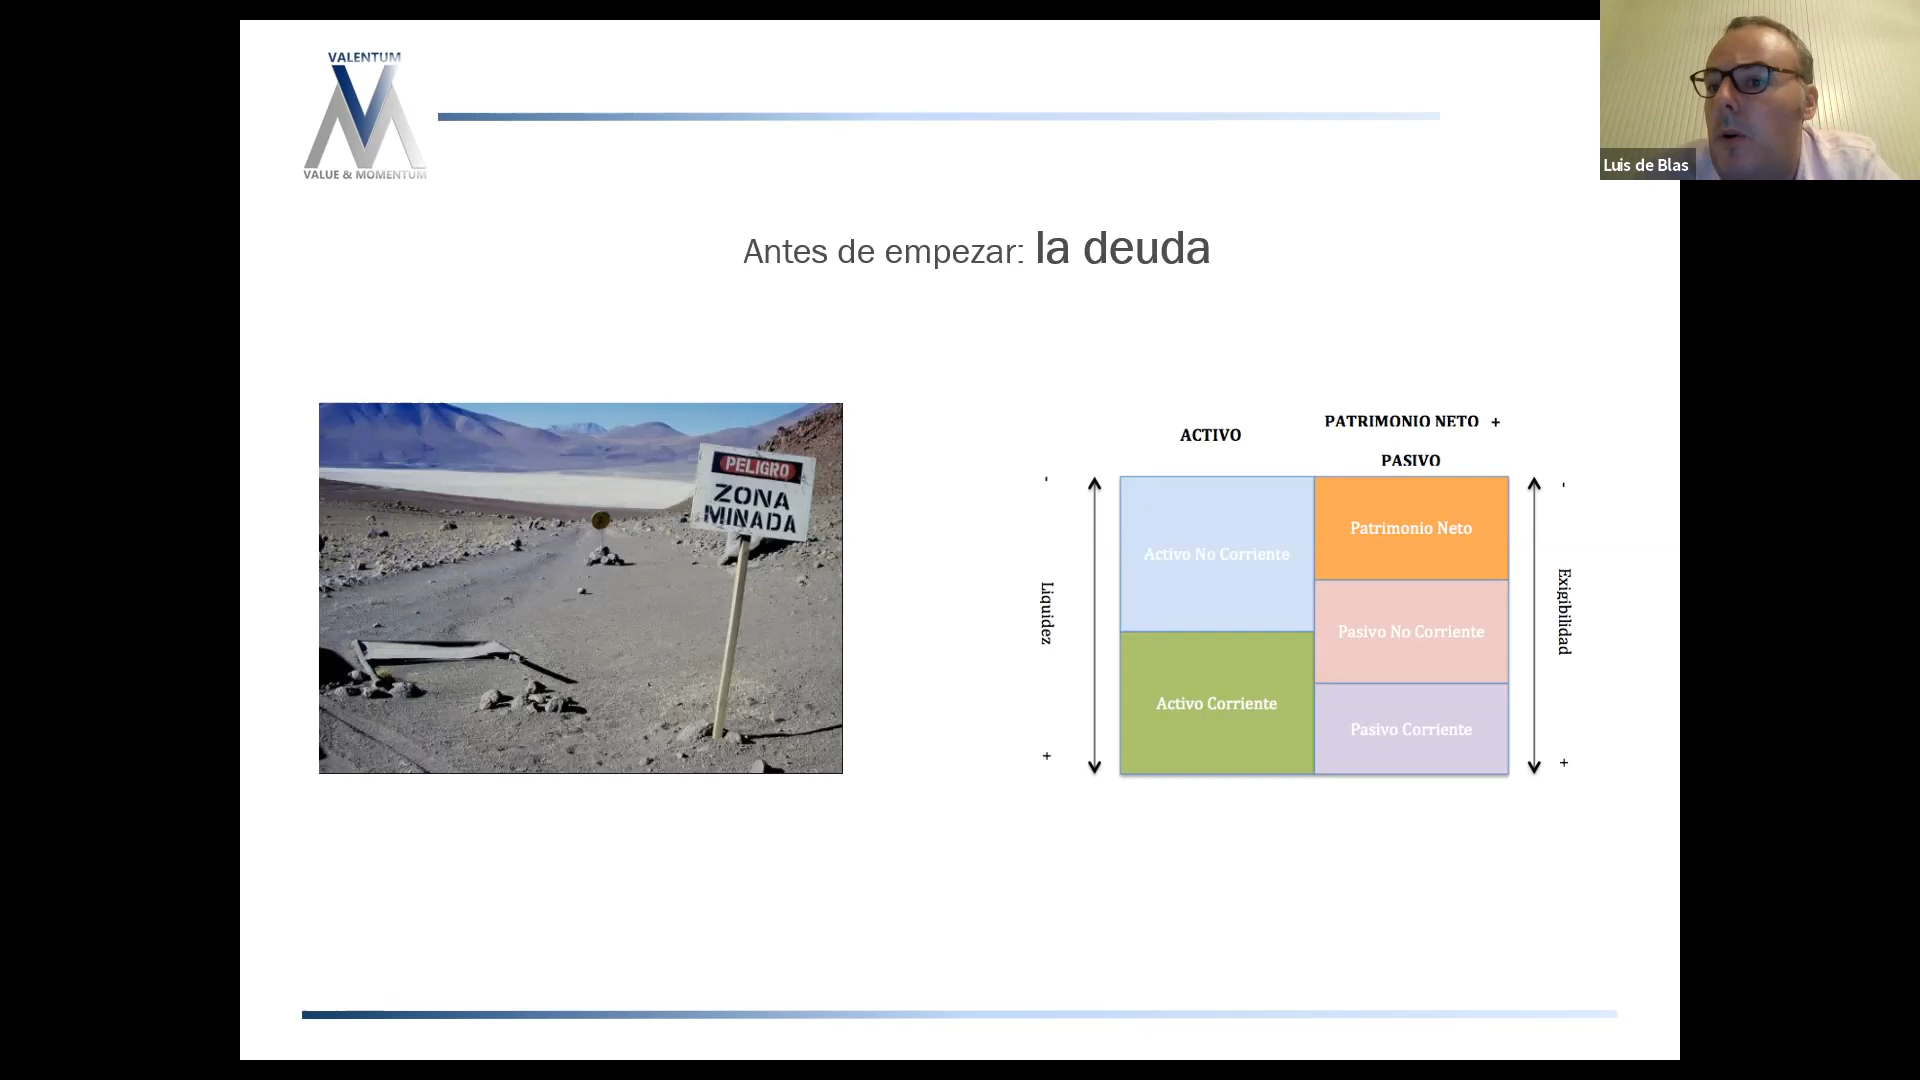 VALENTUM
VALUE & MOMENTUM
Luis de Blas
Antes de empezar: la deuda
PELIGRO
ZONA
MINADA
ACTIVO
PATRIMONIO NETO +
PASIVO
-
Liquidez
+
Activo No Corriente
Activo Corriente
Patrimonio Neto
Pasivo No Corriente
Pasivo Corriente
-
Exigibilidad
+